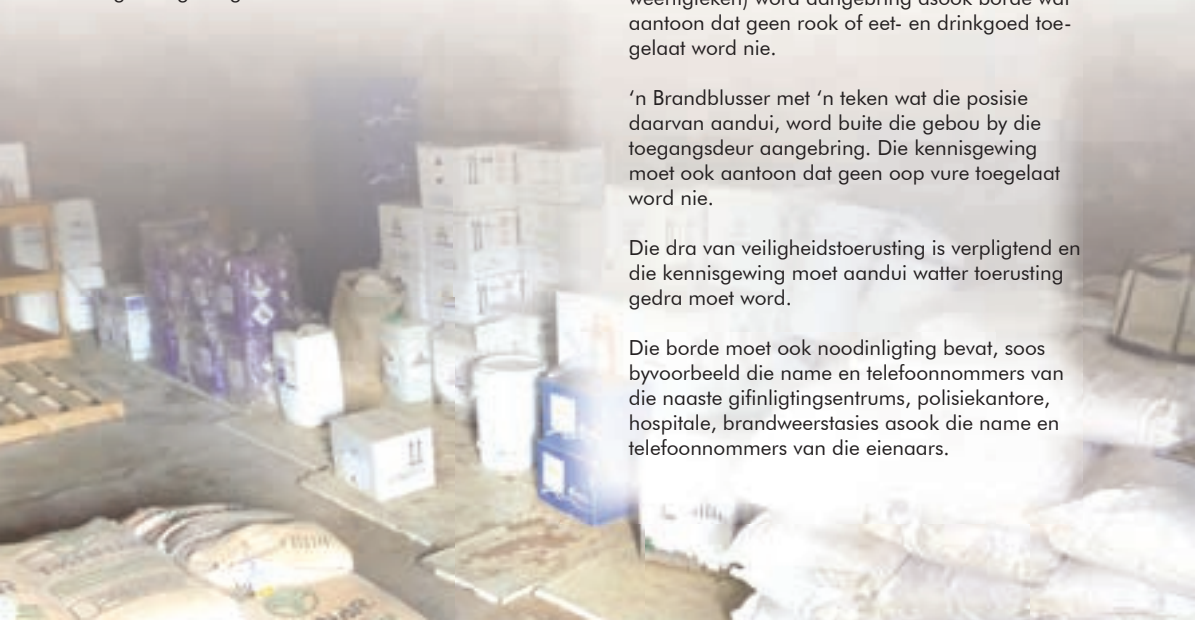 aantoon dat geen rook of eet- en drinkgoed toe-
gelaat word nie.
‘n Brandblusser met ‘n teken wat die posisie
daarvan aandui, word buite die gebou by die
toegangsdeur aangebring. Die kennisgewing
moet ook aantoon dat geen oop vure toegelaat
word nie.
Die dra van veiligheidstoerusting is verpligtend en
die kennisgewing moet aandui watter toerusting
gedra moet word.
Die borde moet ook noodinligting bevat, soos
byvoorbeeld die name en telefoonnommers van
die naaste gifinligtingsentrums, polisiekantore,
hospitale, brandweerstasies asook die name en
telefoonnommers van die eienaars.